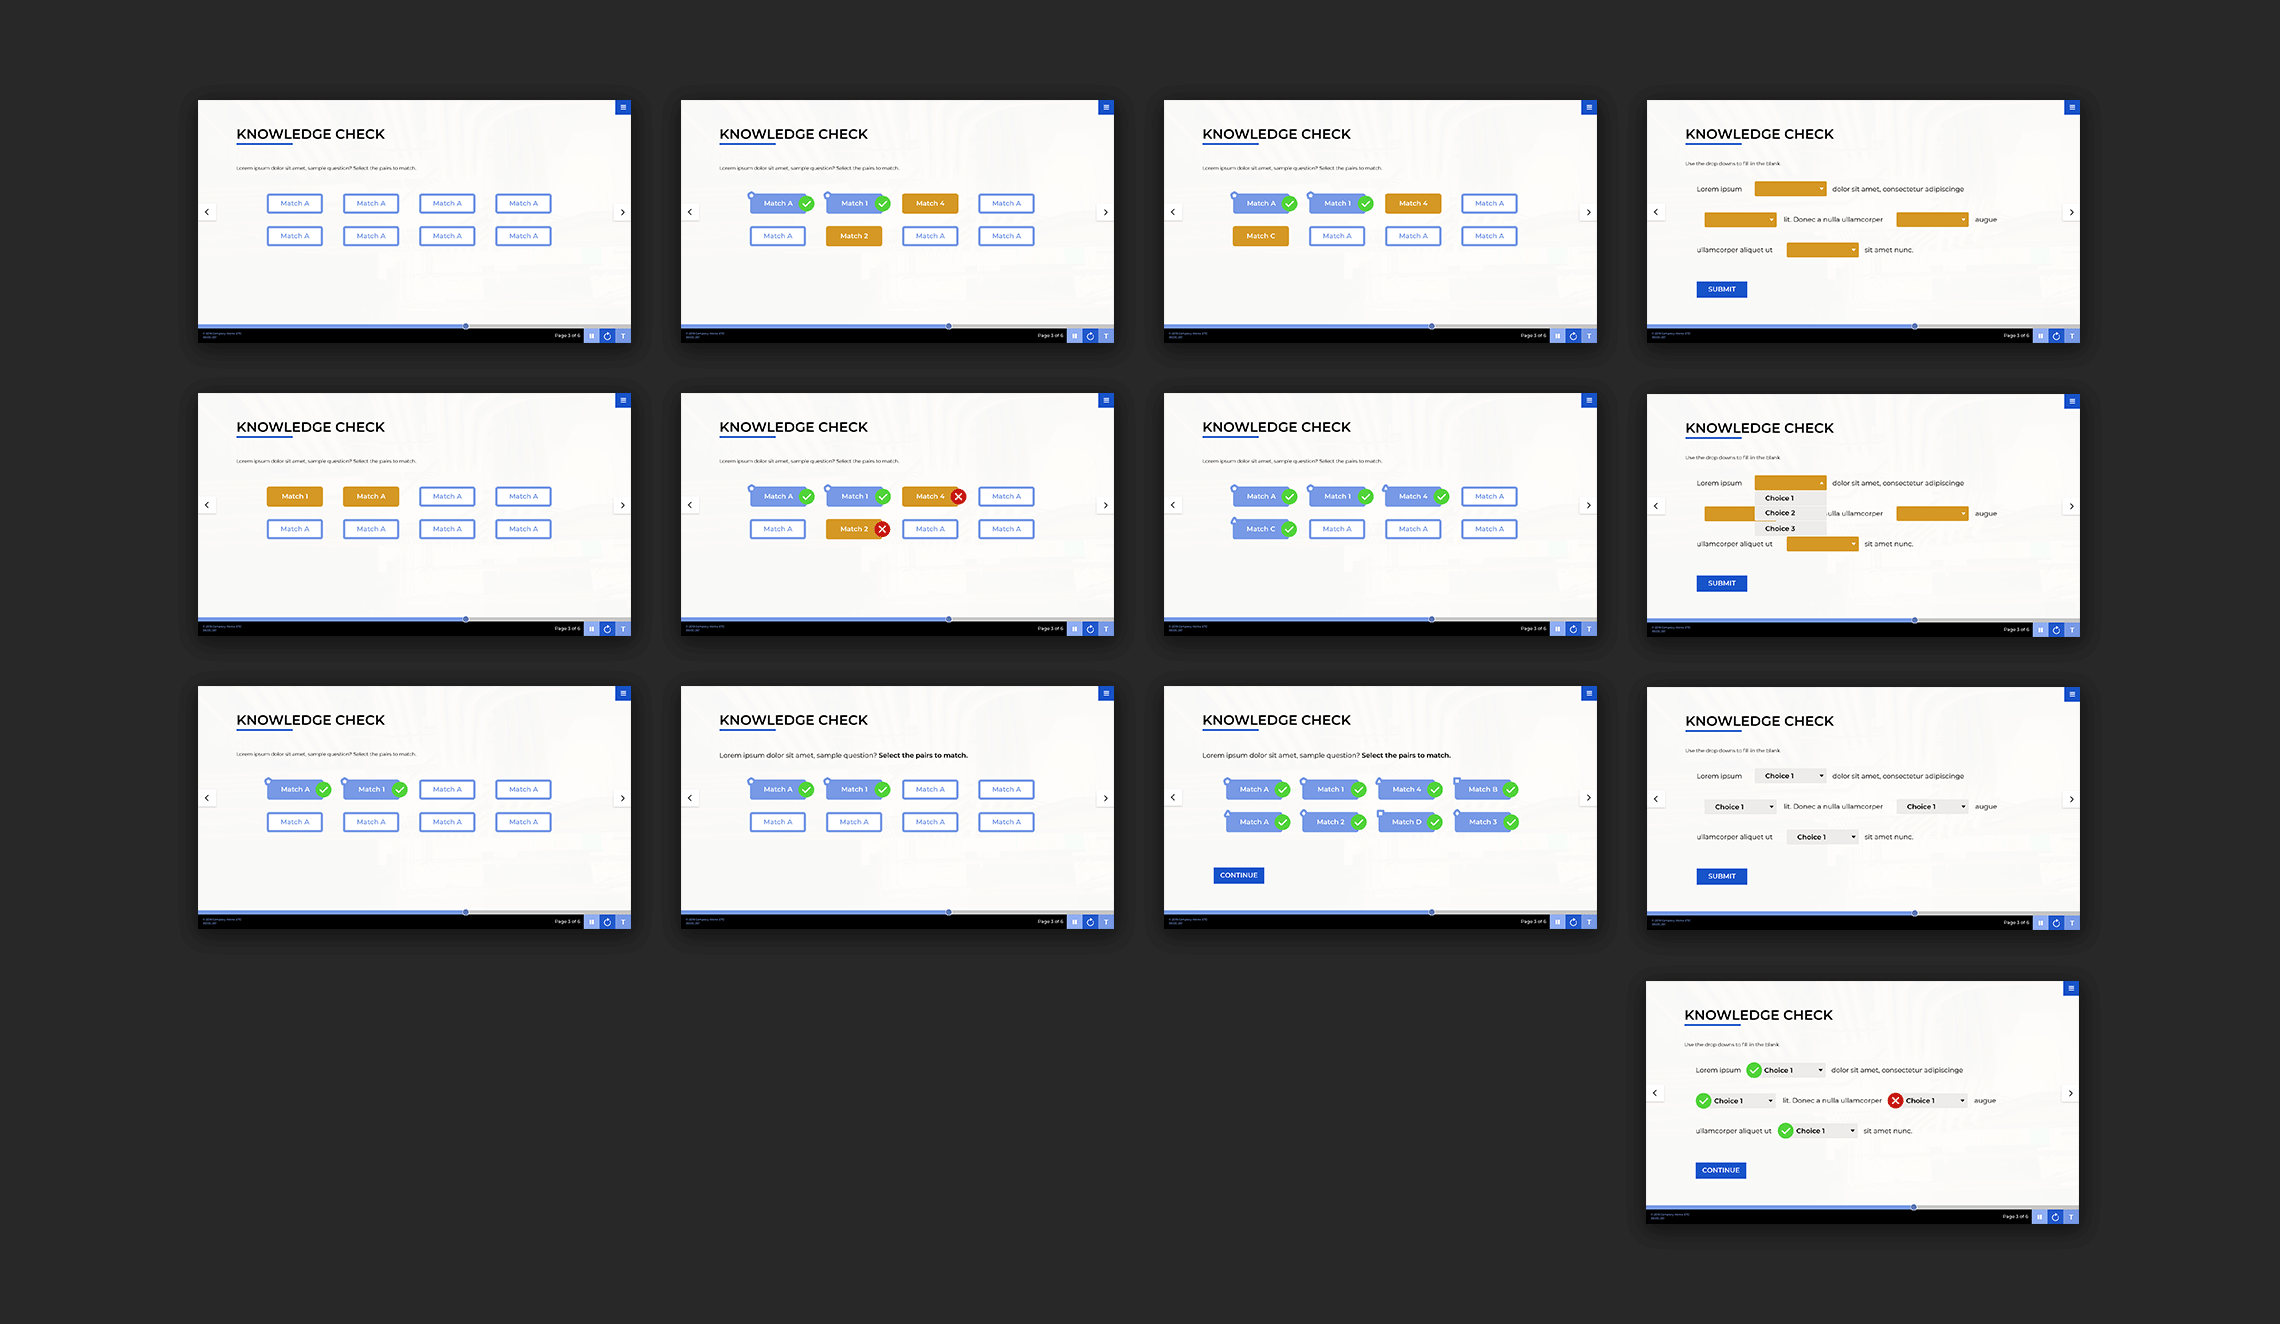 KNOWLEDGE CHECK
Lorem ipsum dolor sit amet, sample question? Select the pairs to match.
Match A Match A Match A Match A
Match A Match A Match A Match A
Page 3 of 6 T
KNOWLEDGE CHECK
Lorem ipsum dolor sit amet, sample question? Select the pairs to match.
Match A Match 1 Match 4 Match A
Match A Match 2 Match A Match A
Page 3 of 6 T
KNOWLEDGE CHECK
Lorem ipsum dolor sit amet, sample question? Select the pairs to match.
Match A Match 1 Match 4 Match A
Match C Match A Match A Match A
Page 3 of 6 T
KNOWLEDGE CHECK
Use the drop downs to fill in the blank.
Lorem ipsum dolor sit amet, consectetur adipiscinge
lit. Donec a nulla ullamcorper augue
ullamcorper aliquet ut sit amet nunc.
SUBMIT
Page 3 of 6 T
KNOWLEDGE CHECK
Lorem ipsum dolor sit amet, sample question? Select the pairs to match.
Match 1 Match A Match A Match A
Match A Match A Match A Match A
Page 3 of 6 T
KNOWLEDGE CHECK
Lorem ipsum dolor sit amet, sample question? Select the pairs to match.
Match A Match 1 Match 4 Match A
Match A Match 2 Match A Match A
Page 3 of 6 T
KNOWLEDGE CHECK
Lorem ipsum dolor sit amet, sample question? Select the pairs to match.
Match A Match 1 Match 4 Match A
Match C Match A Match A Match A
Page 3 of 6 T
KNOWLEDGE CHECK
Use the drop downs to fill in the blank.
Lorem ipsum dolor sit amet, consectetur adipiscinge
Choice 1
Choice 2 ulla ullamcorper augue
Choice 3
ullamcorper aliquet ut sit amet nunc.
SUBMIT
Page 3 of 6 T
KNOWLEDGE CHECK
Lorem ipsum dolor sit amet, sample question? Select the pairs to match.
Match A Match 1 Match A Match A
Match A Match A Match A Match A
Page 3 of 6 T
KNOWLEDGE CHECK
Lorem ipsum dolor sit amet, sample question? Select the pairs to match.
Match A Match 1 Match A Match A
Match A Match A Match A Match A
Page 3 of 6 T
KNOWLEDGE CHECK
Lorem ipsum dolor sit amet, sample question? Select the pairs to match.
Match A Match 1 Match 4 Match B
Match A Match 2 Match D Match 3
CONTINUE
Page 3 of 6 T
KNOWLEDGE CHECK
Use the drop downs to fill in the blank.
Lorem ipsum Choice 1 dolor sit amet, consectetur adipiscinge
Choice 1 lit. Donec a nulla ullamcorper Choice 1 augue
ullamcorper aliquet ut Choice 1 sit amet nunc.
SUBMIT
Page 3 of 6 T
KNOWLEDGE CHECK
Use the drop downs to fill in the blank.
Lorem ipsum Choice 1 dolor sit amet, consectetur adipiscinge
Choice 1 lit. Donec a nulla ullamcorper Choice 1 augue
ullamcorper aliquet ut Choice 1 sit amet nunc.
CONTINUE
Page 3 of 6 T